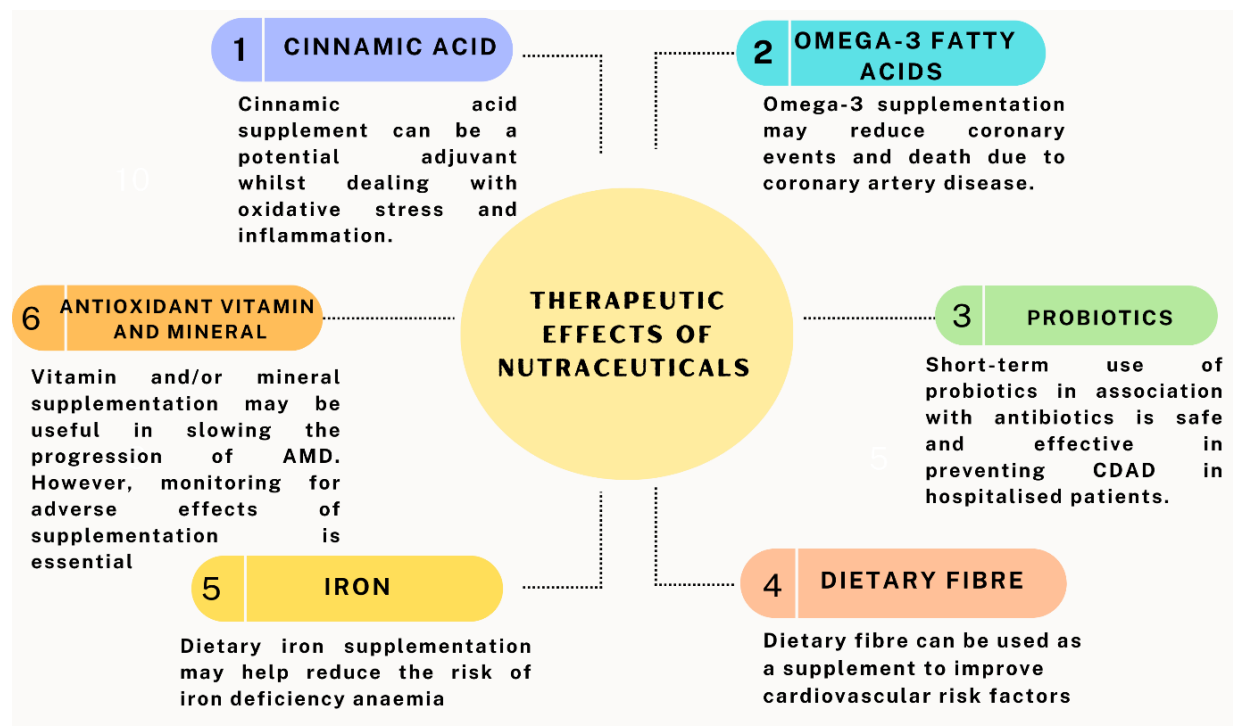 1 CINNAMIC ACID
Cinnamic acid
supplement can be a
potential adjuvant
whilst dealing with
oxidative stress and
inflammation.
2 OMEGA-3 FATTY
ACIDS
Omega-3 supplementation
may reduce coronary
events and death due to
coronary artery disease.
10
THERAPEUTIC
EFFECTS OF
NUTRACEUTICALS
3 PROBIOTICS
Short-term use of
probiotics in association
with antibiotics is safe
and effective in
preventing CDAD in
hospitalised patients.
5
4 DIETARY FIBRE
Dietary fibre can be used as
a supplement to improve
cardiovascular risk factors
5 IRON
Dietary iron supplementation
may help reduce the risk of
iron deficiency anaemia
6 ANTIOXIDANT VITAMIN
AND MINERAL
Vitamin and/or mineral
supplementation may be
useful in slowing the
progression of AMD.
However, monitoring for
adverse effects of
supplementation is
essential